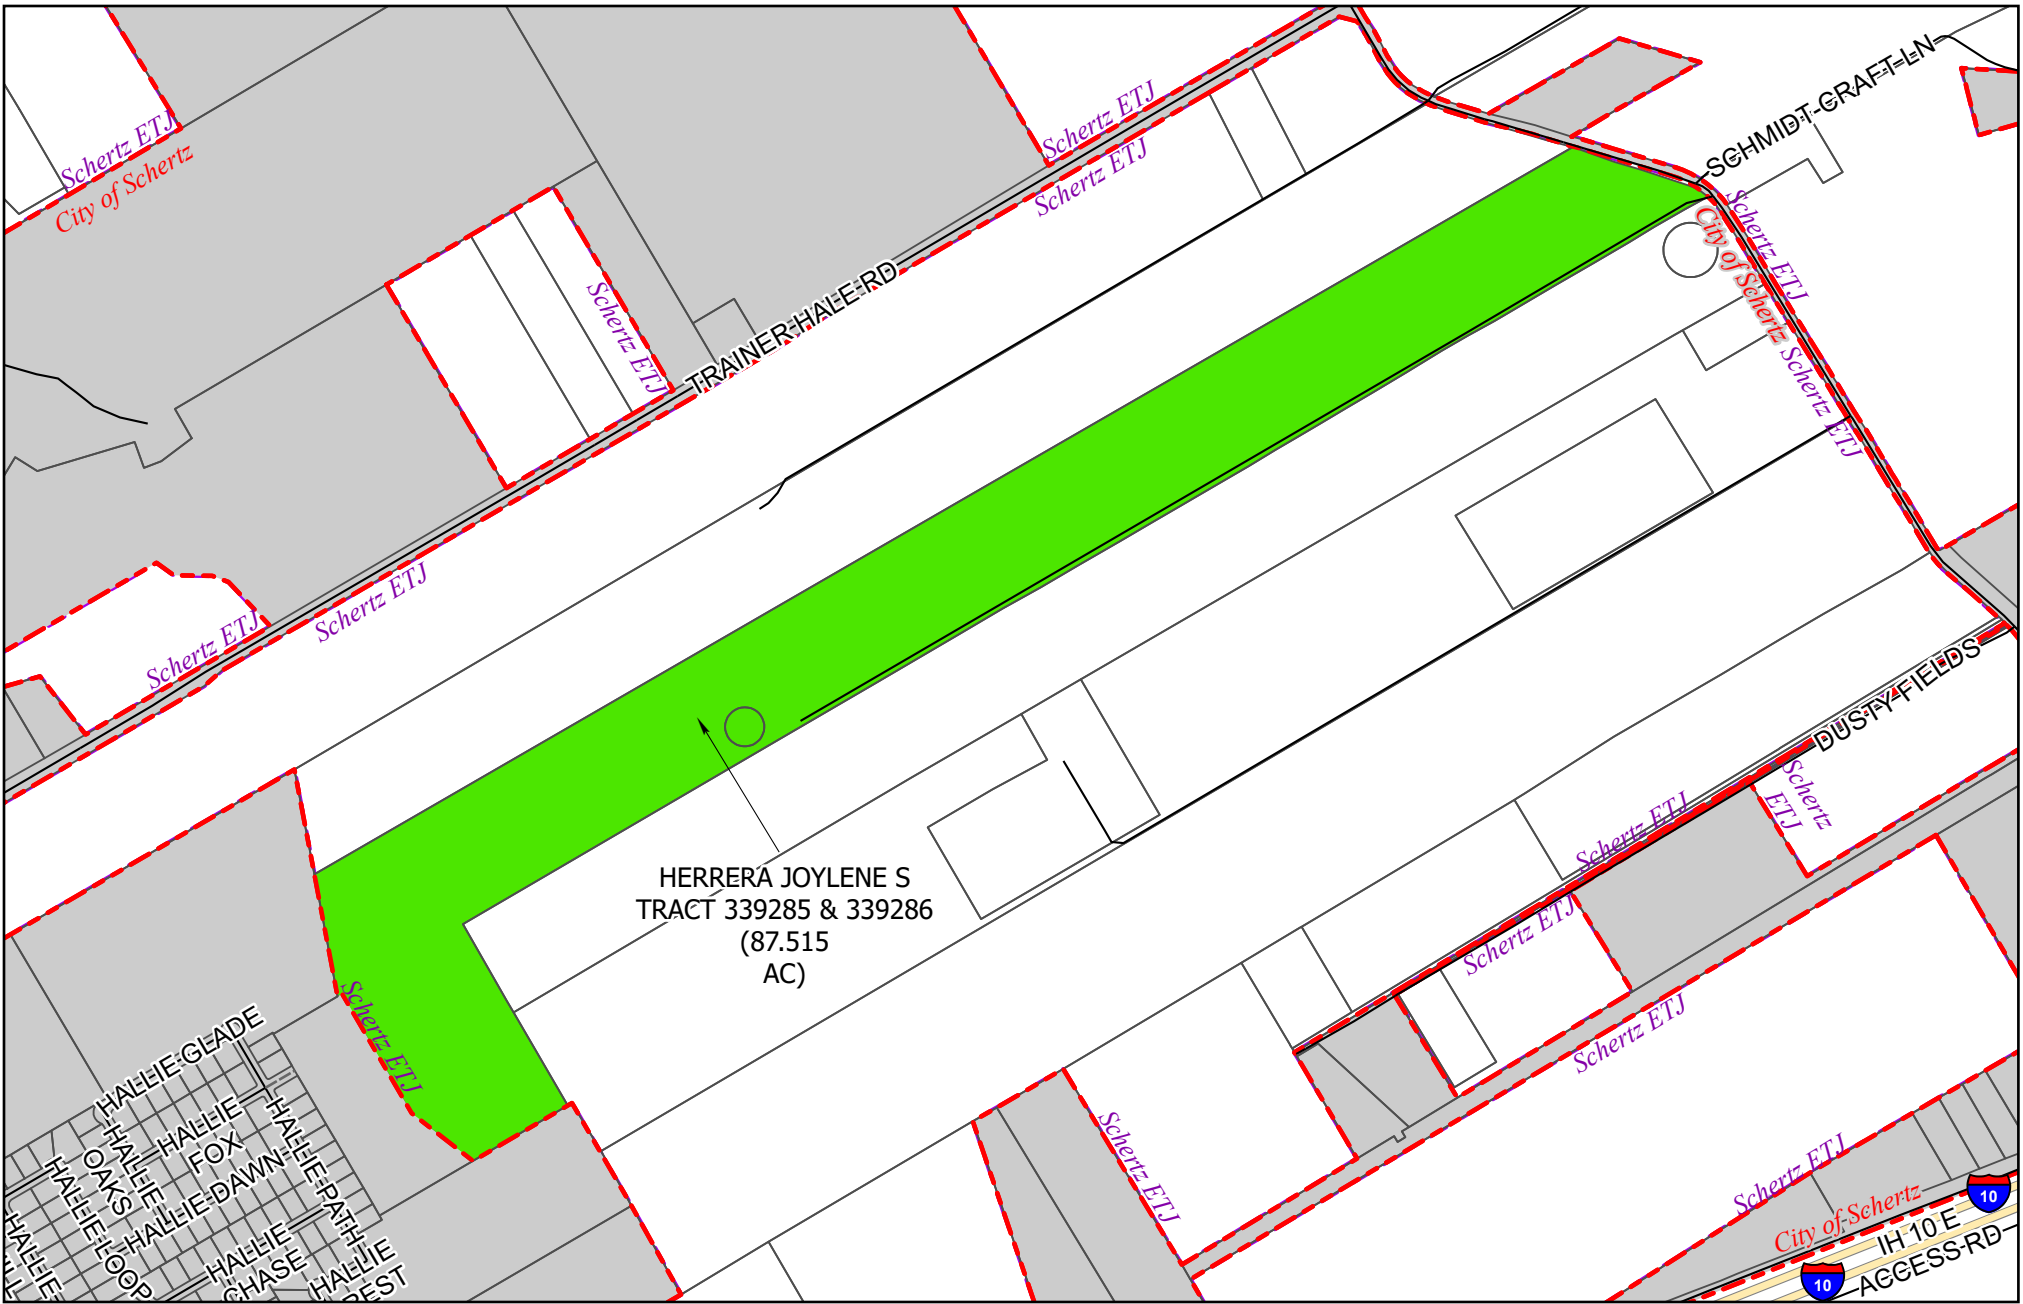 SCHMIDT-CRAFT-LN
Schertz ETJ
Schertz ETJ
City of Schertz
Schertz ETJ
Schertz ETJ
City of Schertz
TRAINER-HALE-RD
Schertz ETJ
Schertz ETJ
Schertz ETJ
Schertz ETJ
DUSTY-FIELDS
Schertz
ETJ
Schertz ETJ
HERRERA JOYLENE S
TRACT 339285 & 339286
(87.515
AC)
Schertz ETJ
Schertz ETJ
Schertz ETJ
HALLIE-GLADE
HALLIE
FOX
HALLIE-PATH
HALLIE
OAKS
HALLIE-DAWN
HALLIE-LOOP
HALLIE
HALLIE
CHASE
HALLIE
Schertz ETJ
Schertz ETJ
City of Schertz
10
IH 10 E
ACCESS-RD
10